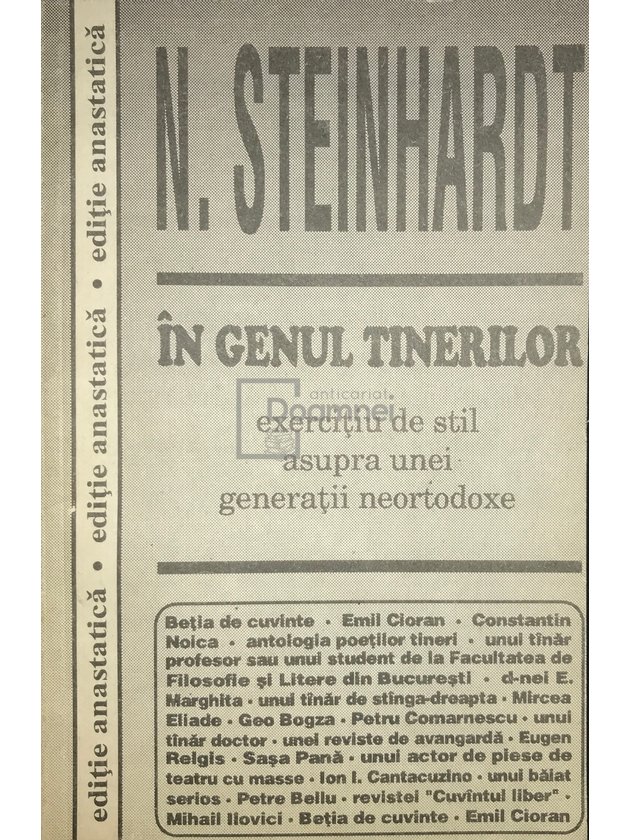 ediție anastatică • ediție anastatică • ediție anastatică
N. STEINHARDT
ÎN GENUL TINERILOR
anticariat
Doamnei
exercițiu de stil
asupra unei
generații neortodoxe
Beția de cuvinte · Emil Cioran · Constantin
Noica · antologia poeților tineri · unui tînăr
profesor sau unui student de la Facultatea de
Filosofie și Litere din București · d-nei E.
Marghita · unui tînăr de stînga-dreapta · Mircea
Eliade · Geo Bogza · Petru Comarnescu · unui
tînăr doctor · unei reviste de avangardă · Eugen
Relgis · Sașa Pană · unui actor de piese de
teatru cu masse · Ion I. Cantacuzino · unui băiat
serios · Petre Bellu · revistei "Cuvîntul liber" ·
Mihail Ilovici · Beția de cuvinte · Emil Cioran